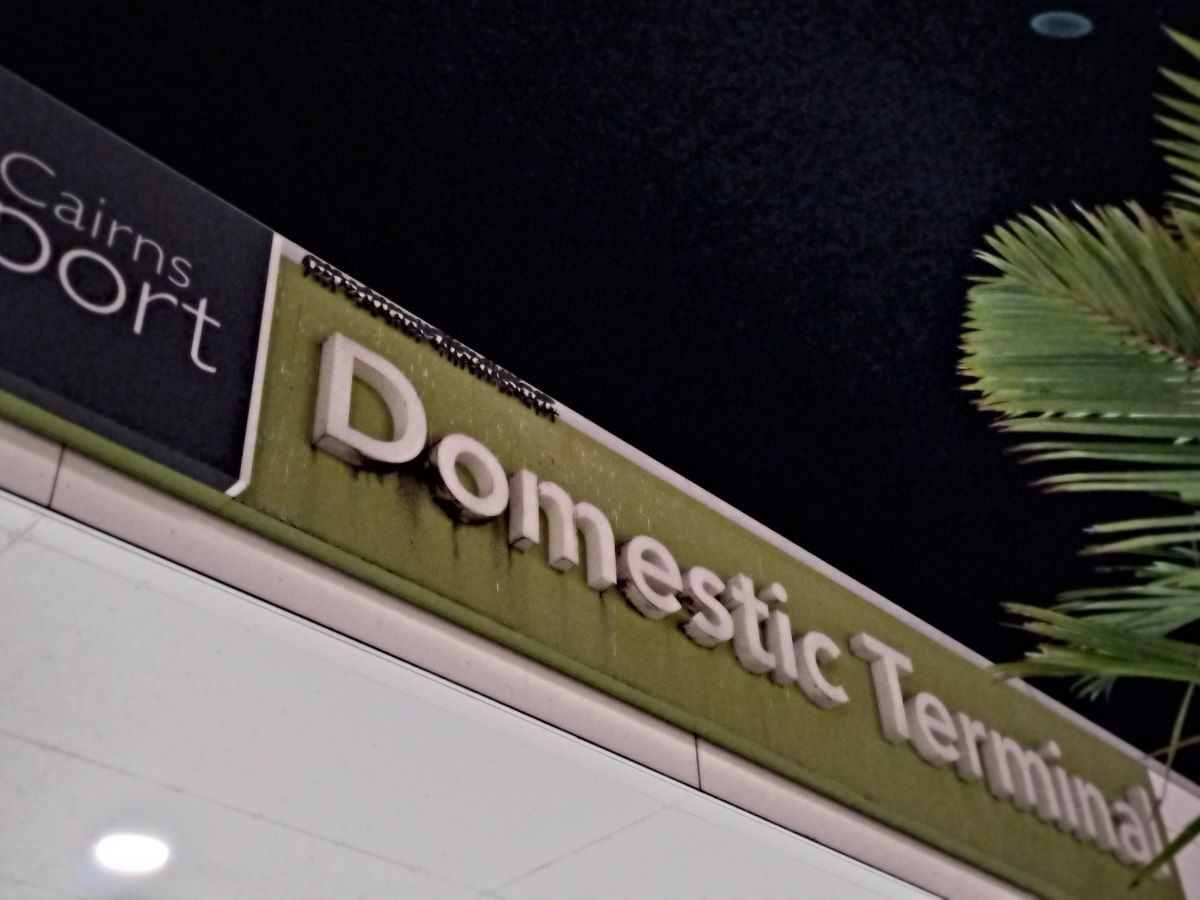 Cairns
port
Domestic Terminal